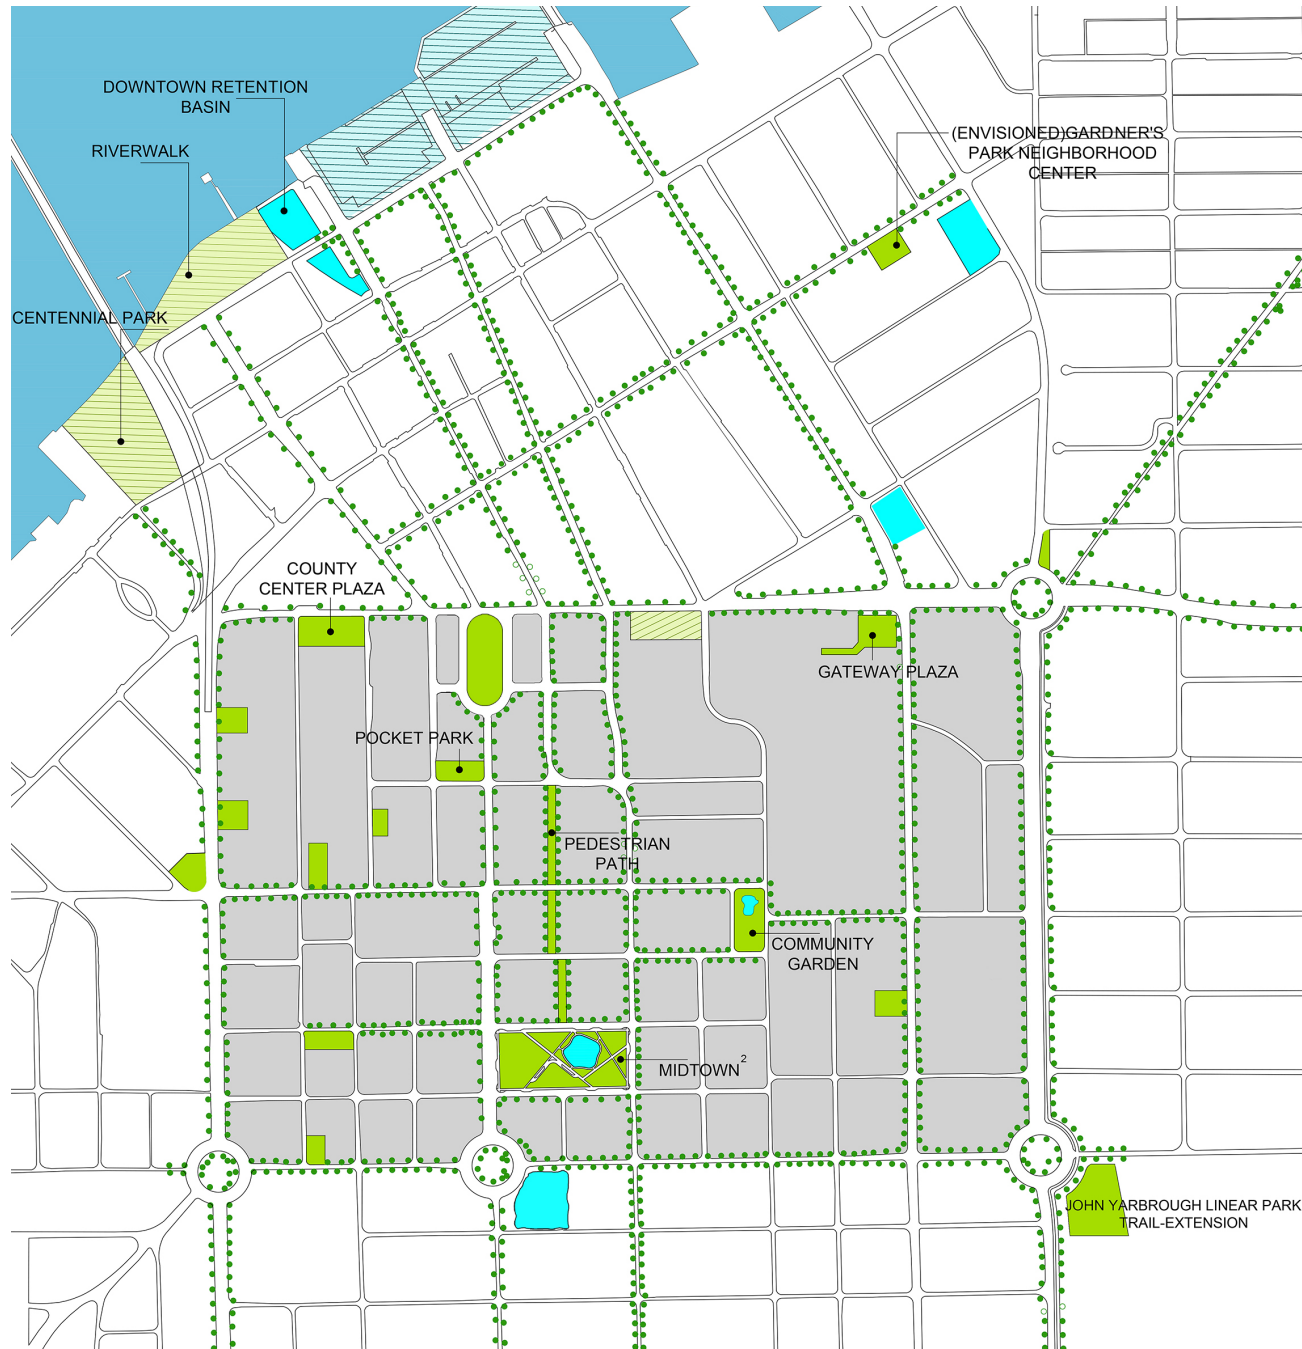 DOWNTOWN RETENTION
BASIN
RIVERWALK
(ENVISIONED)GARDNER'S
PARK NEIGHBORHOOD
CENTER
CENTENNIAL PARK
COUNTY
CENTER PLAZA
GATEWAY PLAZA
POCKET PARK
PEDESTRIAN
PATH
COMMUNITY
GARDEN
MIDTOWN²
JOHN YARBROUGH LINEAR PARK
TRAIL-EXTENSION